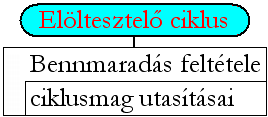 Elöltesztelő ciklus
Bennmaradás feltétele
ciklusmag utasításai